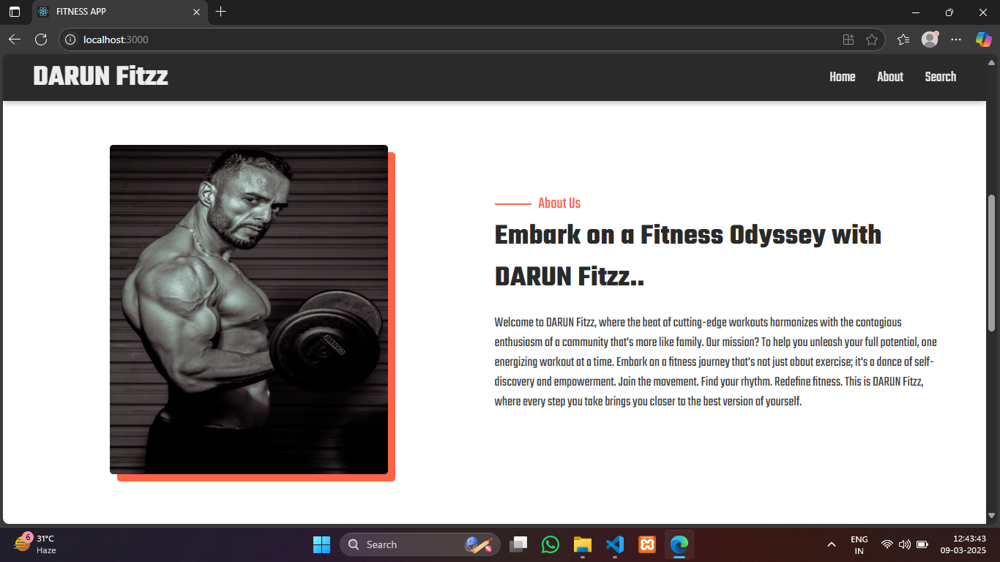 FITNESS APP
localhost:3000
DARUN Fitzz
Home About Search
About Us
Embark on a Fitness Odyssey with
DARUN Fitzz..
Welcome to DARUN Fitzz, where the beat of cutting-edge workouts harmonizes with the contagious
enthusiasm of a community that's more like family. Our mission? To help you unleash your full potential, one
energizing workout at a time. Embark on a fitness journey that's not just about exercise; it's a dance of self-
discovery and empowerment. Join the movement. Find your rhythm. Redefine fitness. This is DARUN Fitzz,
where every step you take brings you closer to the best version of yourself.
6
31°C
Haze
Search
ENG
IN
12:43:43
09-03-2025